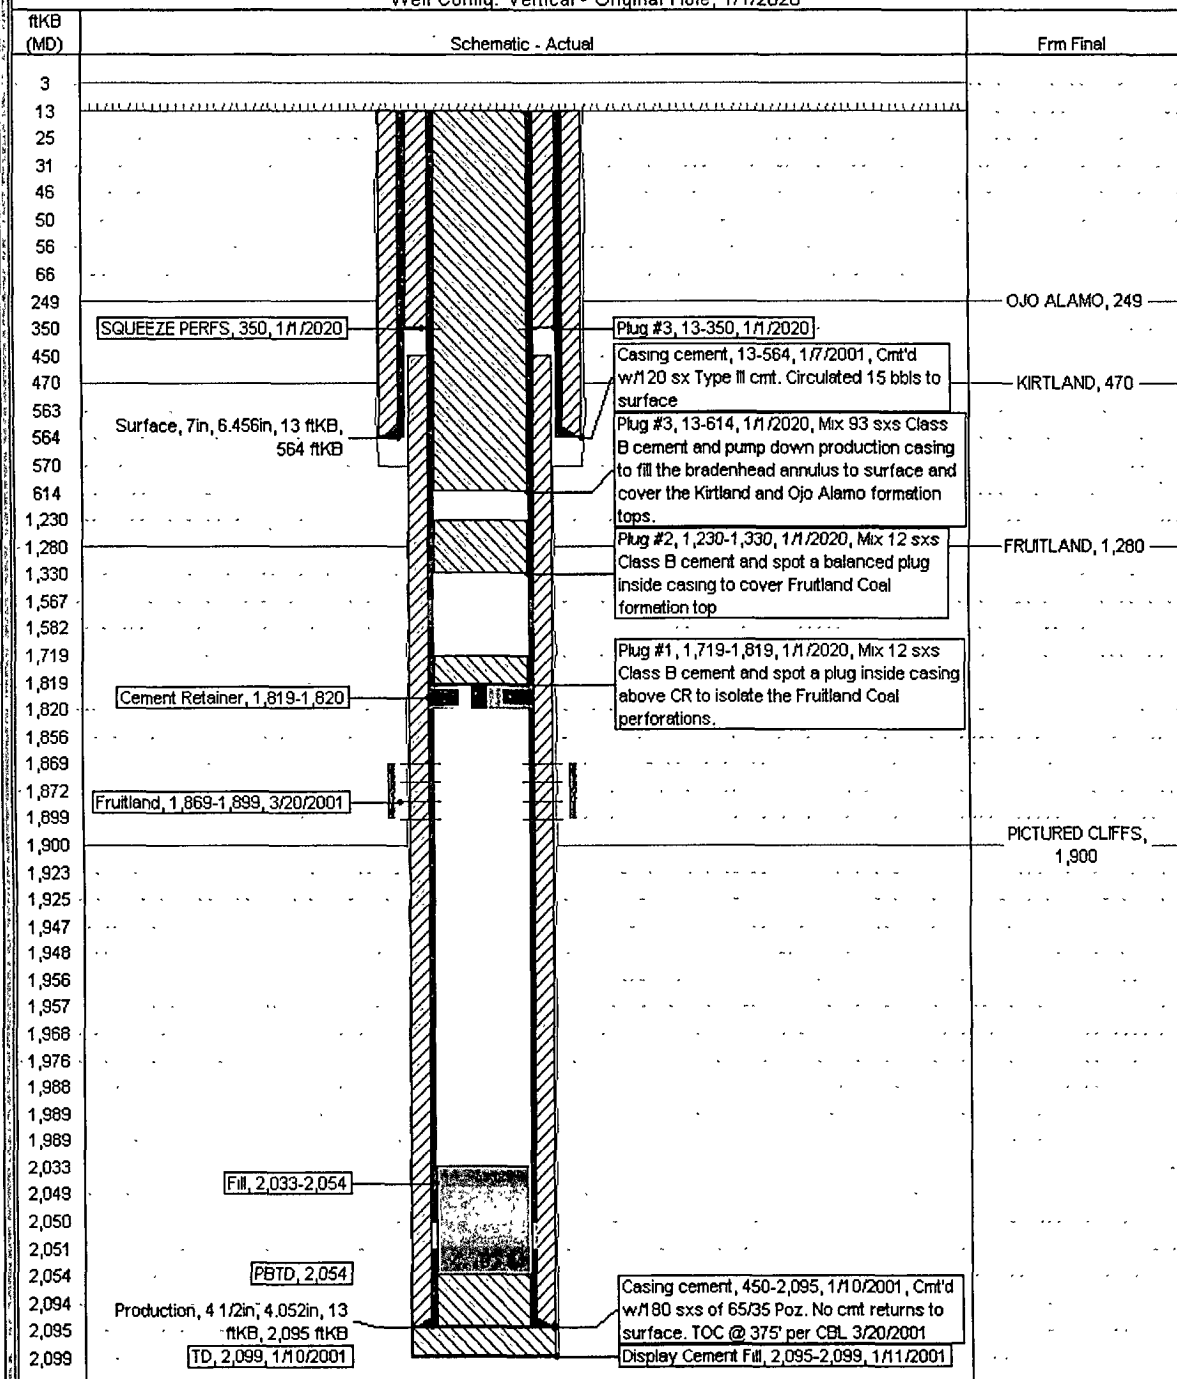 Well Config: Vertical - Original Hole, 1/1/2020
ftKB
(MD)
Schematic - Actual
Frm Final
3
13
25
31
46
50
56
66
249
350
450
470
563
564
570
614
1,230
1,280
1,330
1,567
1,582
1,719
1,819
1,820
1,856
1,869
1,872
1,899
1,900
1,923
1,925
1,947
1,948
1,956
1,957
1,968
1,976
1,988
1,989
1,989
2,033
2,049
2,050
2,051
2,054
2,094
2,095
2,099
SQUEEZE PERFS, 350, 1/1/2020
Surface, 7in, 6.456in, 13 ftKB,
564 ftKB
Cement Retainer, 1,819-1,820
Fruitland, 1,869-1,899, 3/20/2001
Fill, 2,033-2,054
PBTD, 2,054
Production, 4 1/2in, 4.052in, 13
ftKB, 2,095 ftKB
TD, 2,099, 1/10/2001
Plug #3, 13-350, 1/1/2020
Casing cement, 13-564, 1/7/2001, Cmt'd
w/120 sx Type III cmt. Circulated 15 bbls to
surface
Plug #3, 13-614, 1/1/2020, Mix 93 sxs Class
B cement and pump down production casing
to fill the bradenhead annulus to surface and
cover the Kirtland and Ojo Alamo formation
tops.
Plug #2, 1,230-1,330, 1/1/2020, Mix 12 sxs
Class B cement and spot a balanced plug
inside casing to cover Fruitland Coal
formation top
Plug #1, 1,719-1,819, 1/1/2020, Mix 12 sxs
Class B cement and spot a plug inside casing
above CR to isolate the Fruitland Coal
perforations.
Casing cement, 450-2,095, 1/10/2001, Cmt'd
w/180 sxs of 65/35 Poz. No cmt returns to
surface. TOC @ 375' per CBL 3/20/2001
Display Cement Fill, 2,095-2,099, 1/11/2001
OJO ALAMO, 249
KIRTLAND, 470
FRUITLAND, 1,280
PICTURED CLIFFS,
1,900